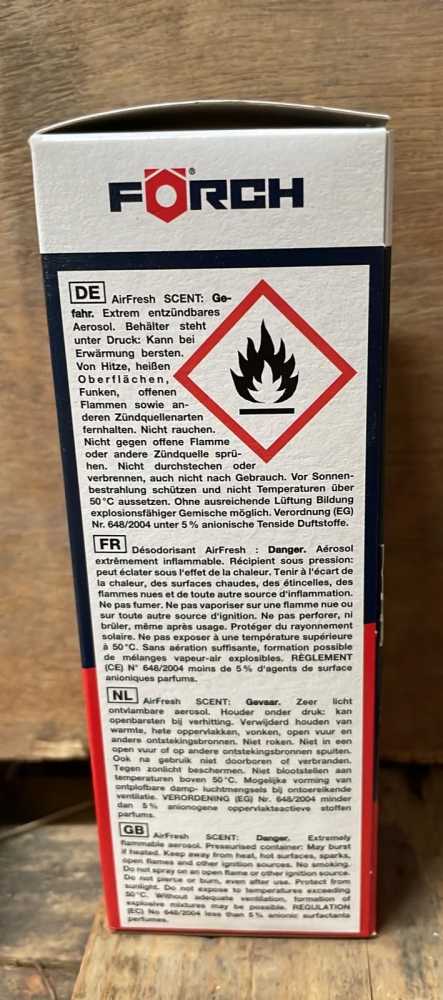 FÖRCH®
DE AirFresh SCENT: Ge-
fahr. Extrem entzündbares
Aerosol. Behälter steht
unter Druck: Kann bei
Erwärmung bersten.
Von Hitze, heißen
Oberflächen,
Funken, offenen
Flammen sowie an-
deren Zündquellenarten
fernhalten. Nicht rauchen.
Nicht gegen offene Flamme
oder andere Zündquelle sprü-
hen. Nicht durchstechen oder
verbrennen, auch nicht nach Gebrauch. Vor Sonnen-
bestrahlung schützen und nicht Temperaturen über
50°C aussetzen. Ohne ausreichende Lüftung Bildung
explosionsfähiger Gemische möglich. Verordnung (EG)
Nr. 648/2004 unter 5% anionische Tenside Duftstoffe.
FR Désodorisant AirFresh : Danger. Aérosol
extrêmement inflammable. Récipient sous pression:
peut éclater sous l'effet de la chaleur. Tenir à l'écart de
la chaleur, des surfaces chaudes, des étincelles, des
flammes nues et de toute autre source d'inflammation.
Ne pas fumer. Ne pas vaporiser sur une flamme nue ou
sur toute autre source d'ignition. Ne pas perforer, ni
brûler, même après usage. Protéger du rayonnement
solaire. Ne pas exposer à une température supérieure
à 50°C. Sans aération suffisante, formation possible
de mélanges vapeur-air explosibles. RÈGLEMENT
(CE) N° 648/2004 moins de 5% d'agents de surface
anioniques parfums.
NL AirFresh SCENT: Gevaar. Zeer licht
ontvlambare aerosol. Houder onder druk: kan
openbarsten bij verhitting. Verwijderd houden van
warmte, hete oppervlakken, vonken, open vuur en
andere ontstekingsbronnen. Niet roken. Niet in een
open vuur of op andere ontstekingsbronnen spuiten.
Ook na gebruik niet doorboren of verbranden.
Tegen zonlicht beschermen. Niet blootstellen aan
temperaturen boven 50°C. Mogelijke vorming van
ontplofbare damp- luchtmengsels bij ontoereikende
ventilatie. VERORDENING (EG) Nr. 648/2004 minder
dan 5% anionogene oppervlakteactieve stoffen
parfums.
GB AirFresh SCENT: Danger. Extremely
flammable aerosol. Pressurised container: May burst
if heated. Keep away from heat, hot surfaces, sparks,
open flames and other ignition sources. No smoking.
Do not spray on an open flame or other ignition source.
Do not pierce or burn, even after use. Protect from
sunlight. Do not expose to temperatures exceeding
50°C. Without adequate ventilation, formation of
explosive mixtures may be possible. REGULATION
(EC) No 648/2004 less than 5% anionic surfactants
perfumes.